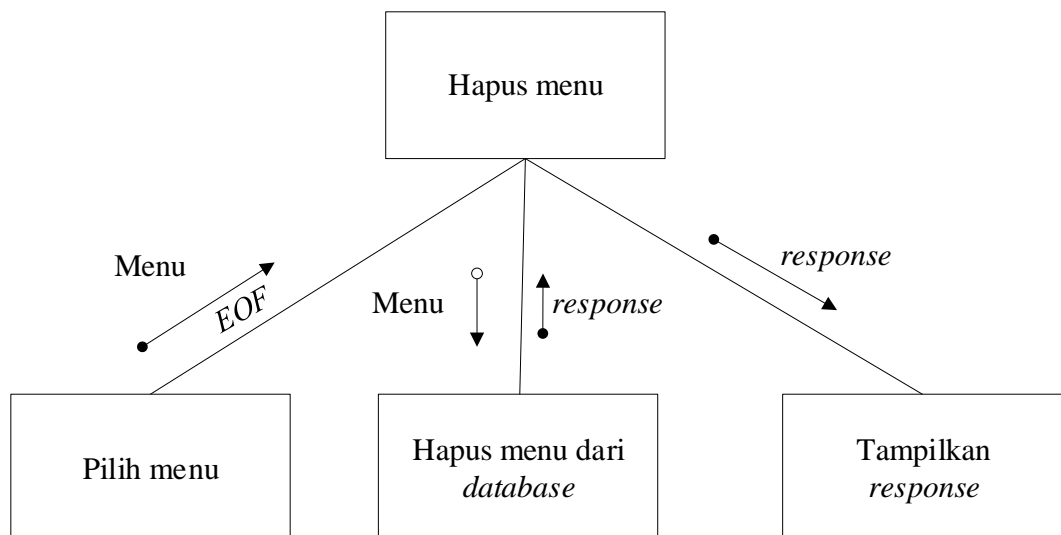 Hapus menu
response
Menu
EOF
Menu
response
Pilih menu
Hapus menu dari
database
Tampilkan
response